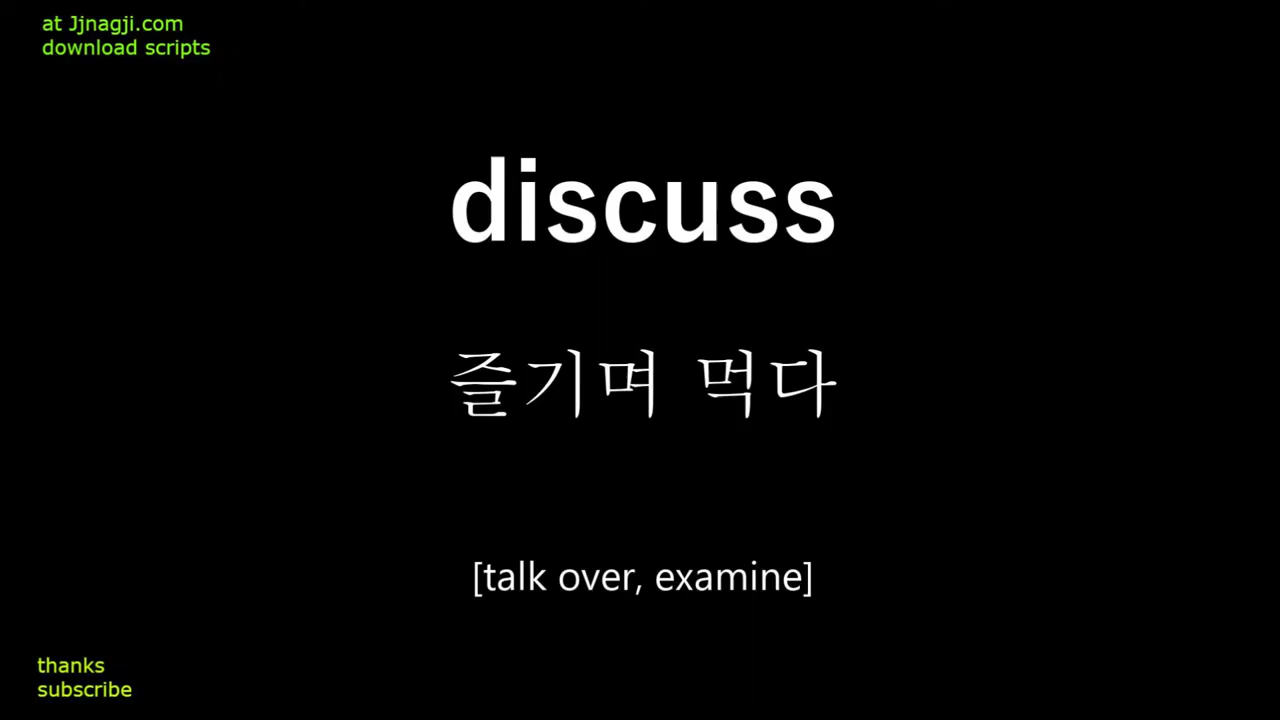 at Jjnagji.com
download scripts
discuss
즐기며 먹다
[talk over, examine]
thanks
subscribe